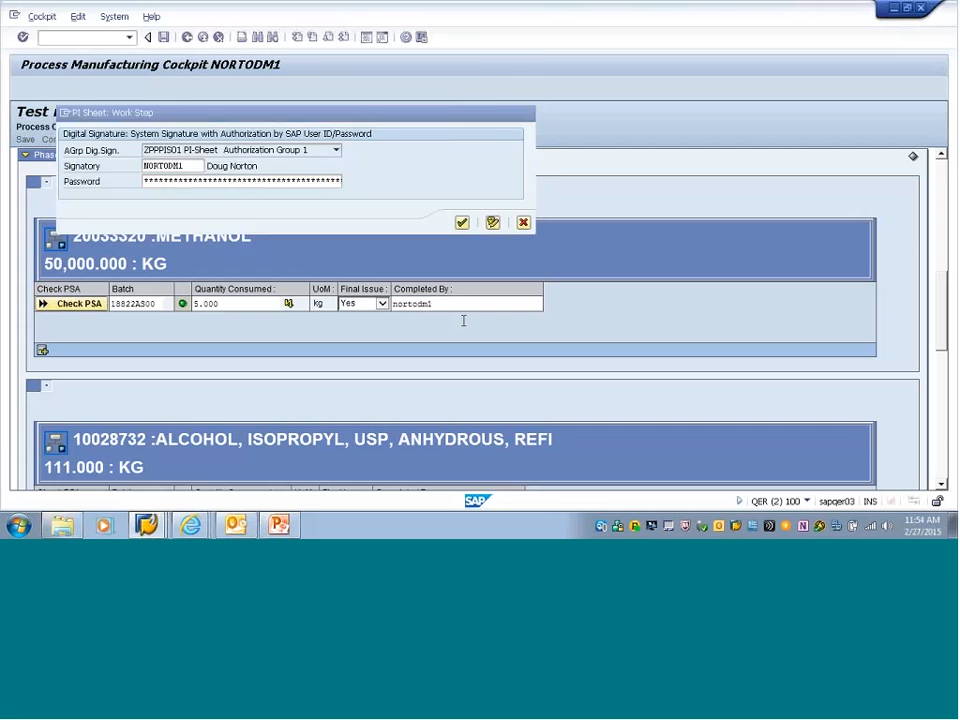 Cockpit Edit System Help
Process Manufacturing Cockpit NORTODM1
Test
PI Sheet: Work Step
Process
Digital Signature: System Signature with Authorization by SAP User ID/Password
Save
AGrp Dig.Sign. ZPPPIS01 PI-Sheet Authorization Group 1
Signatory NORTODM1 Doug Norton
Password ****************************************
20033320 :METHANOL
50,000.000 : KG
Check PSA Batch Quantity Consumed : UoM : Final Issue : Completed By :
Check PSA 18822AS00 5.000 kg Yes nortodm1
10028732 :ALCOHOL, ISOPROPYL, USP, ANHYDROUS, REFI
111.000 : KG
SAP QER (2) 100 sapqer03 INS
11:54 AM
2/27/2015